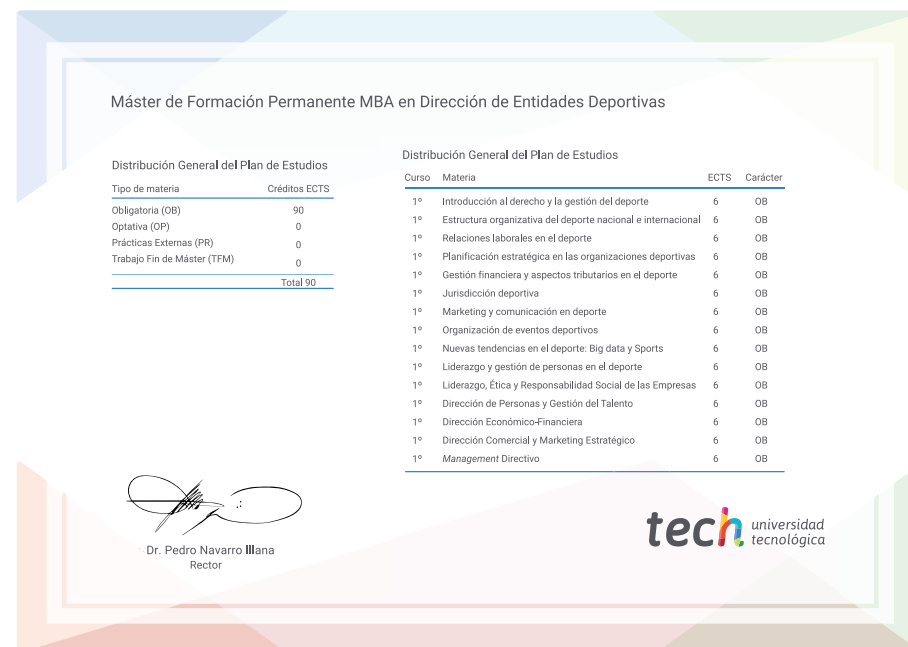 Máster de Formación Permanente MBA en Dirección de Entidades Deportivas
Distribución General del Plan de Estudios
Tipo de materia Créditos ECTS
Obligatoria (OB) 90
Optativa (OP) 0
Prácticas Externas (PR) 0
Trabajo Fin de Máster (TFM) 0
Total 90
Distribución General del Plan de Estudios
Curso Materia ECTS Carácter
1º Introducción al derecho y la gestión del deporte 6 OB
1º Estructura organizativa del deporte nacional e internacional 6 OB
1º Relaciones laborales en el deporte 6 OB
1º Planificación estratégica en las organizaciones deportivas 6 OB
1º Gestión financiera y aspectos tributarios en el deporte 6 OB
1º Jurisdicción deportiva 6 OB
1º Marketing y comunicación en deporte 6 OB
1º Organización de eventos deportivos 6 OB
1º Nuevas tendencias en el deporte: Big data y Sports 6 OB
1º Liderazgo y gestión de personas en el deporte 6 OB
1º Liderazgo, Ética y Responsabilidad Social de las Empresas 6 OB
1º Dirección de Personas y Gestión del Talento 6 OB
1º Dirección Económico-Financiera 6 OB
1º Dirección Comercial y Marketing Estratégico 6 OB
1º Management Directivo 6 OB
Dr. Pedro Navarro Illana
Rector
tech universidad
tecnológica